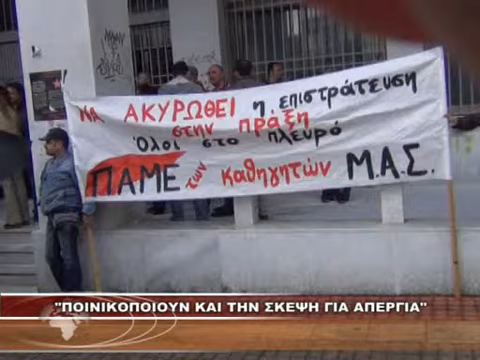 ΝΑ ΑΚΥΡΩΘΕΙ η επιστράτευση
στην πράξη
Όλοι στο πλευρό
ΠΑΜΕ των καθηγητών Μ.Α.Σ.
"ΠΟΙΝΙΚΟΠΟΙΟΥΝ ΚΑΙ ΤΗΝ ΣΚΕΨΗ ΓΙΑ ΑΠΕΡΓΙΑ"